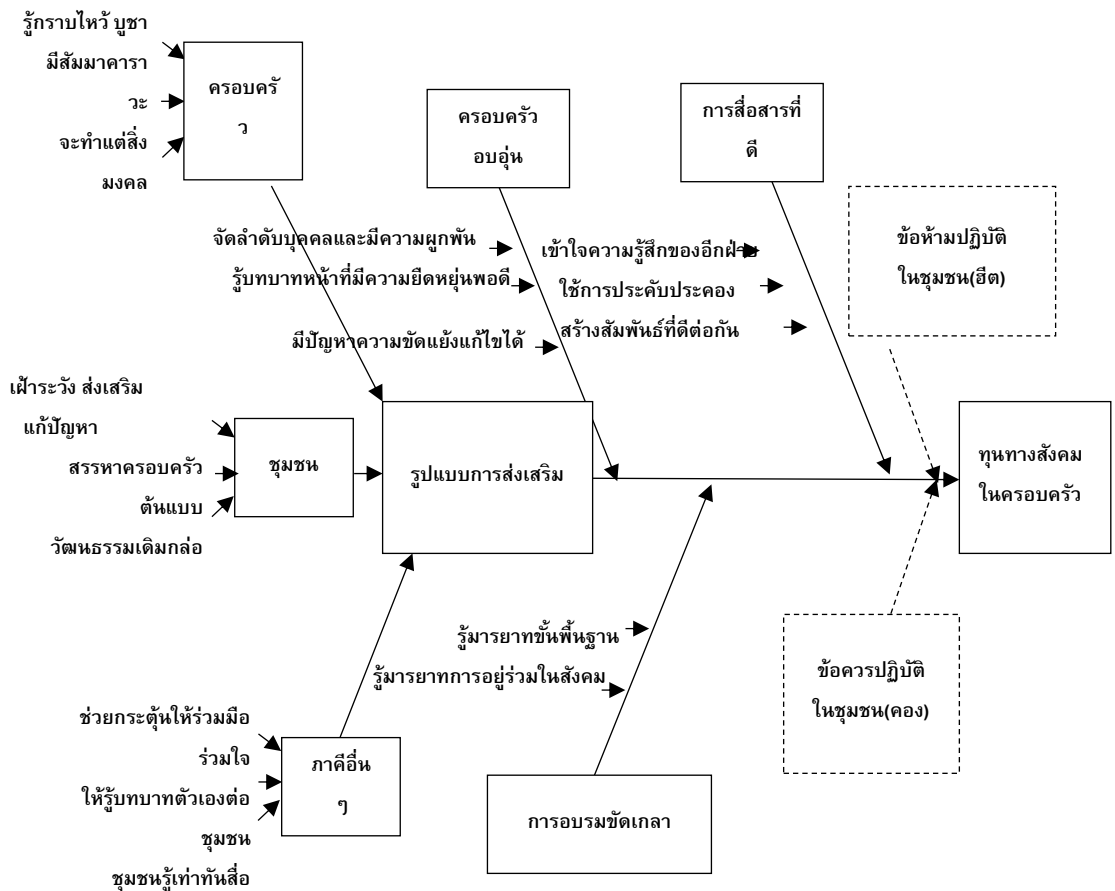 รู้กราบไหว้ บูชา
มีสัมมาคารา
วะ
จะทำแต่สิ่ง
มงคล
ครอบครั
ว
ครอบครัว
อบอุ่น
การสื่อสารที่
ดี
จัดลำดับบุคคลและมีความผูกพัน
รู้บทบาทหน้าที่มีความยืดหยุ่นพอดี
มีปัญหาความขัดแย้งแก้ไขได้
เข้าใจความรู้สึกของอีกฝ่าย
ใช้การประคับประคอง
สร้างสัมพันธ์ที่ดีต่อกัน
ข้อห้ามปฏิบัติ
ในชุมชน(ฮีต)
เฝ้าระวัง ส่งเสริม
แก้ปัญหา
สรรหาครอบครัว
ต้นแบบ
วัฒนธรรมเดิมกล่อ
ชุมชน
รูปแบบการส่งเสริม
ทุนทางสังคม
ในครอบครัว
รู้มารยาทขั้นพื้นฐาน
รู้มารยาทการอยู่ร่วมในสังคม
ข้อควรปฏิบัติ
ในชุมชน(คอง)
ช่วยกระตุ้นให้ร่วมมือ
ร่วมใจ
ให้รู้บทบาทตัวเองต่อ
ชุมชน
ชุมชนรู้เท่าทันสื่อ
ภาคีอื่น
ๆ
การอบรมขัดเกลา